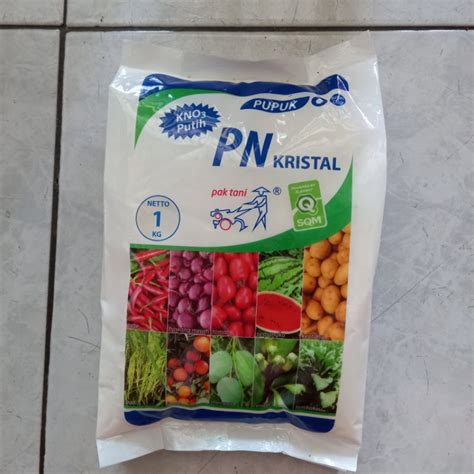 PUPUK
KNO3
Putih
PN KRISTAL
pak tani ®
NETTO
1
KG
Q
SQM